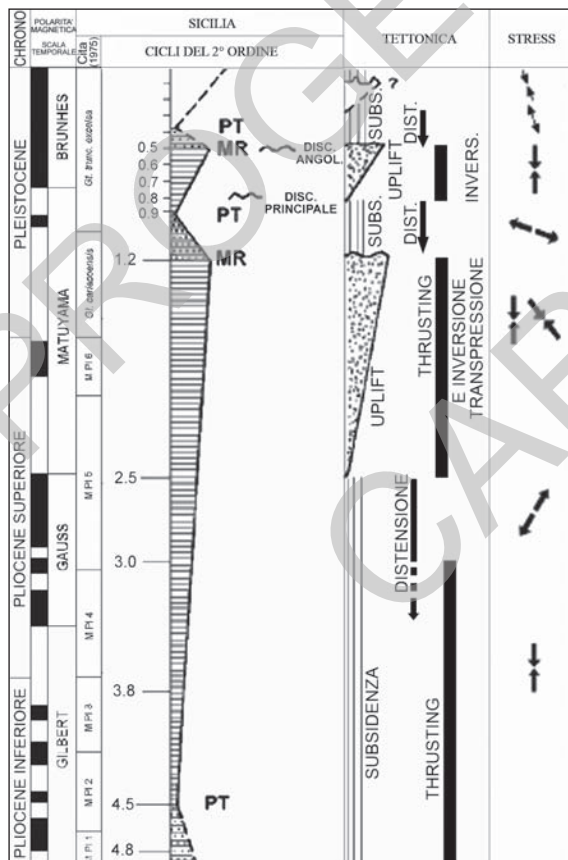 CHRONO
POLARITA'
MAGNETICA
SCALA
TEMPORALE
Cita
(1975)
SICILIA
CICLI DEL 2° ORDINE
TETTONICA
STRESS
PLEISTOCENE
PLIOCENE SUPERIORE
PLIOCENE INFERIORE
BRUNHES
MATUYAMA
GAUSS
GILBERT
Gt. trunc. excelsa
Gt. cariacoensis
M Pl 6
M Pl 5
M Pl 4
M Pl 3
M Pl 2
M Pl 1
0.5
0.6
0.7
0.8
0.9
1.2
2.5
3.0
3.8
4.5
4.8
PT
MR
DISC.
ANGOL.
DISC.
PRINCIPALE
PT
MR
PT
?
SUBS.
DIST.
UPLIFT
INVERS.
SUBS.
DIST.
UPLIFT
THRUSTING
E INVERSIONE
TRANSPRESSIONE
DISTENSIONE
SUBSIDENZA
THRUSTING